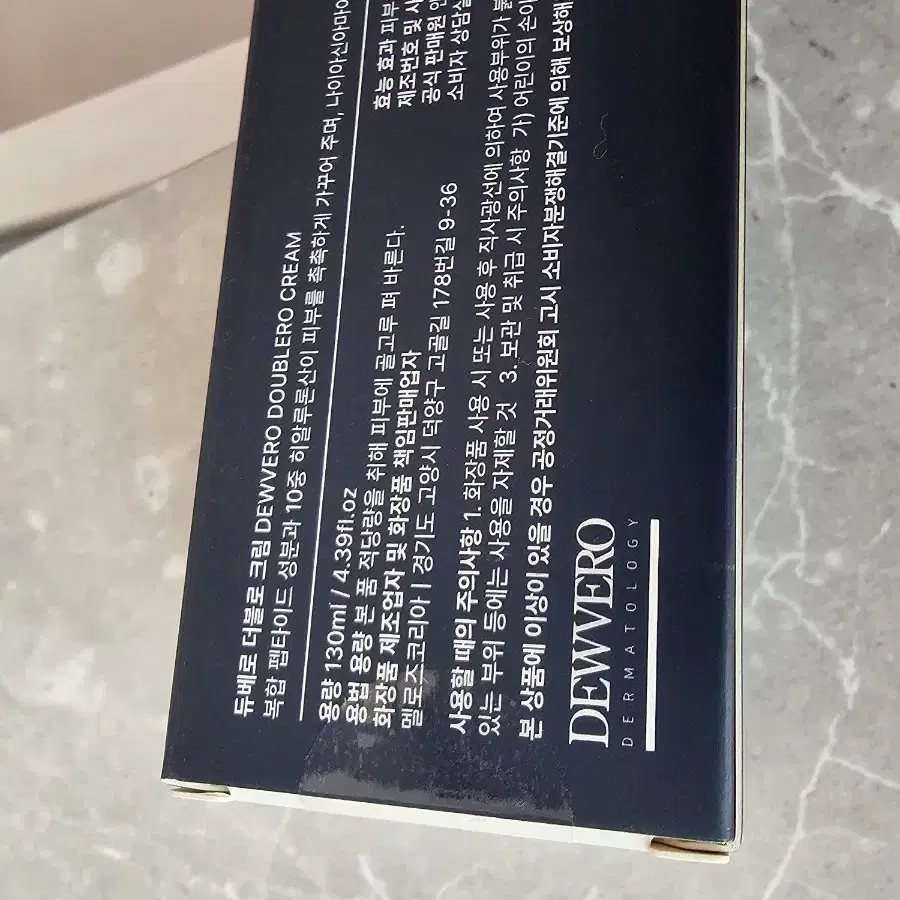 듀베로 더블로 크림 DEWVERO DOUBLERO CREAM
복합 펩타이드 성분과 10중 히알루론산이 피부를 촉촉하게 가꾸어 주며, 나이아신아마이
용량 130ml / 4.39fl.oz
용법 용량 본 품 적당량을 취해 피부에 골고루 펴 바른다.
화장품 제조업자 및 화장품 책임판매업자
멜로즈코리아 | 경기도 고양시 덕양구 고골길 178번길 9-36
효능 효과 피부
제조번호 및 사
공식 판매원
소비자 상담실
사용할 때의 주의사항 1. 화장품 사용 시 또는 사용 후 직사광선에 의하여 사용부위가 붉
있는 부위 등에는 사용을 자제할 것 3. 보관 및 취급 시 주의사항 가) 어린이의 손이
본 상품에 이상이 있을 경우 공정거래위원회 고시 소비자분쟁해결기준에 의해 보상해
DEWVERO
DERMATOLOGY